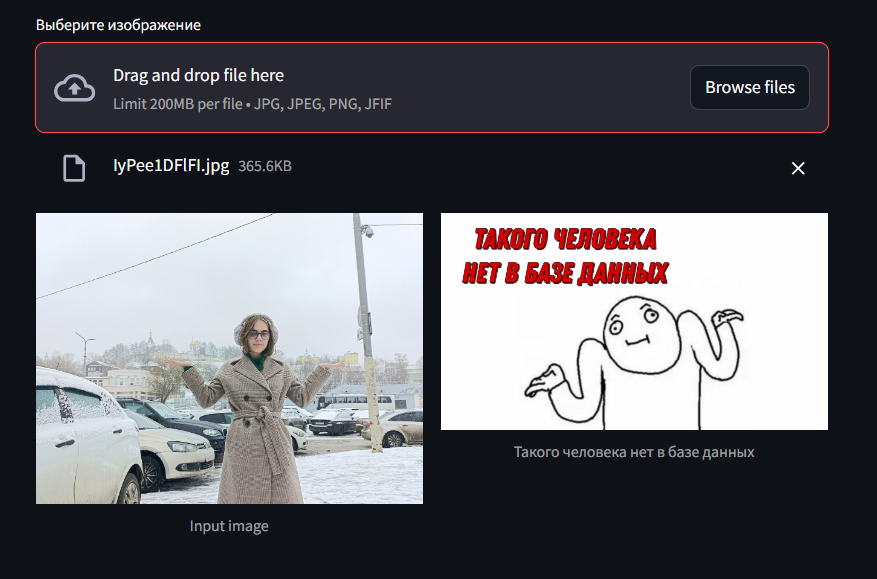 Выберите изображение
Drag and drop file here
Limit 200MB per file • JPG, JPEG, PNG, JFIF
Browse files
IyPee1DFlFI.jpg 365.6KB
ТАКОГО ЧЕЛОВЕКА
НЕТ В БАЗЕ ДАННЫХ
Такого человека нет в базе данных
Input image